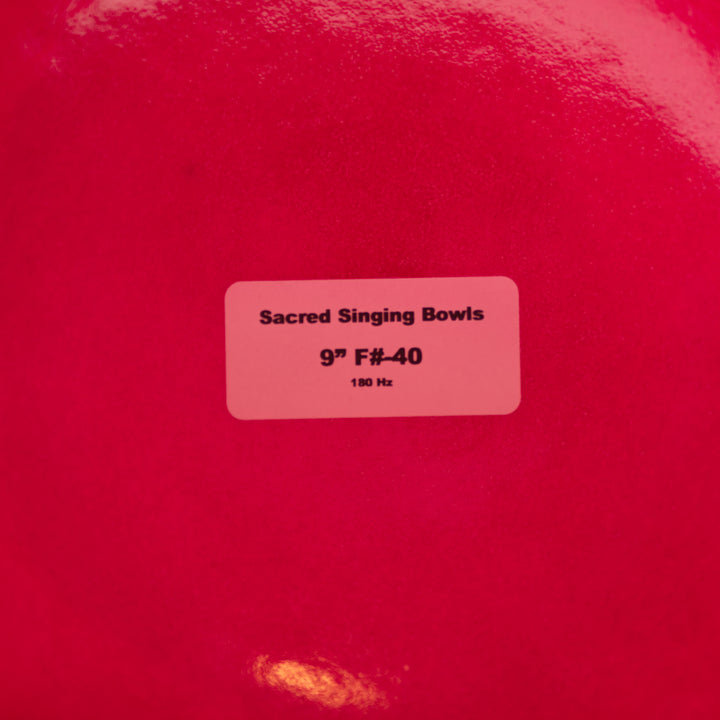 Sacred Singing Bowls
9” F#-40
180 Hz